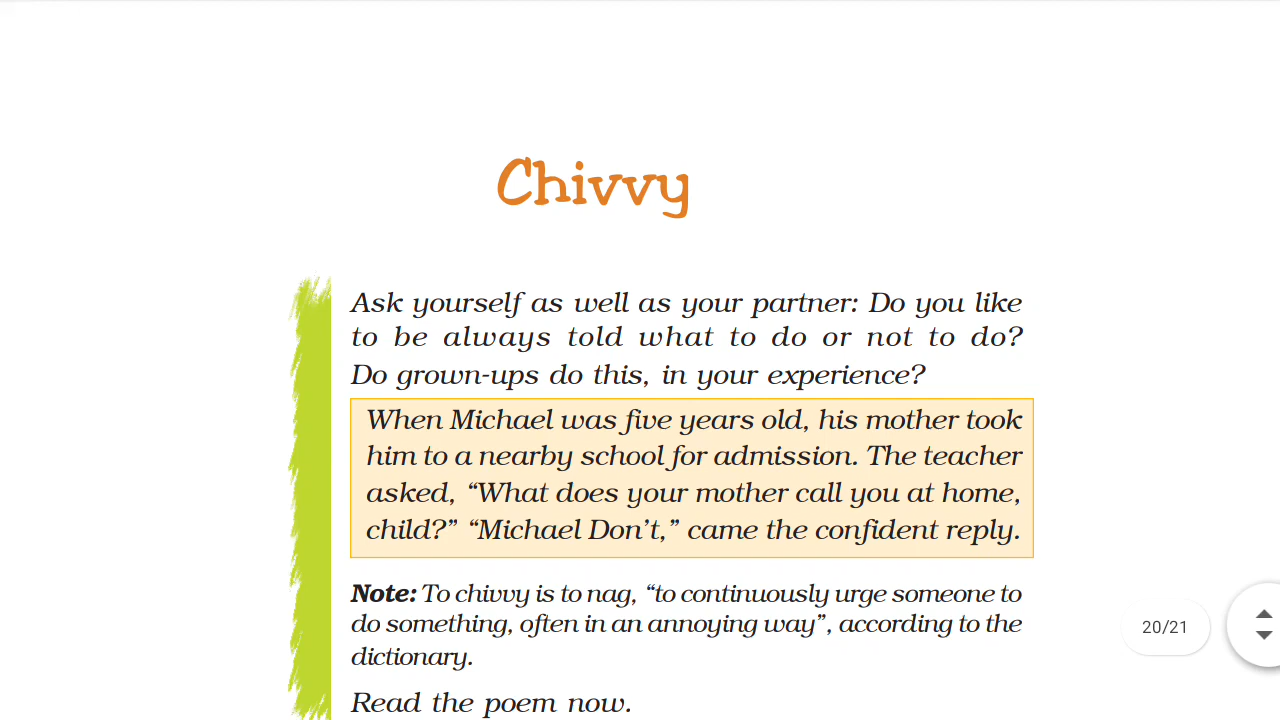 Chivvy
Ask yourself as well as your partner: Do you like
to be always told what to do or not to do?
Do grown-ups do this, in your experience?
When Michael was five years old, his mother took
him to a nearby school for admission. The teacher
asked, “What does your mother call you at home,
child?” “Michael Don’t,” came the confident reply.
Note: To chivvy is to nag, “to continuously urge someone to
do something, often in an annoying way”, according to the
dictionary.
Read the poem now.
20/21